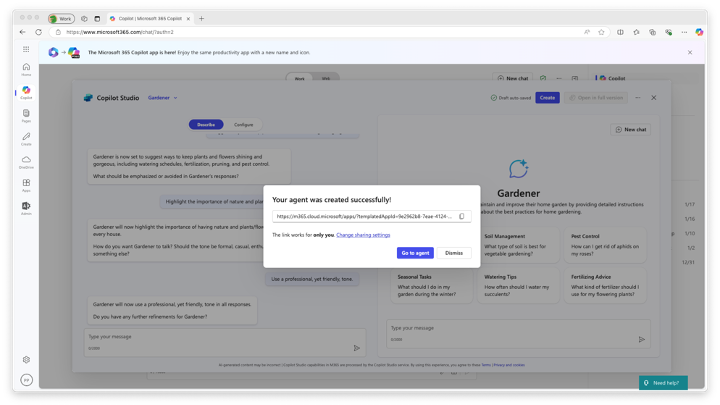 Work
Copilot | Microsoft 365 Copilot
https://www.microsoft365.com/chat/?authn2
The Microsoft 365 Copilot app is here! Enjoy the same productivity app with a new name and icon.
Home
Copilot
Pages
Create
OneDrive
Apps
Admin
Work
Web
New chat
Copilot
Copilot Studio
Gardener
Draft auto saved
Create
Open in full screen
Describe
Configure
New chat
Gardener is now set to suggest ways to keep plants and flowers shining and
gorgeous, including watering schedules, fertilization, pruning, and pest control.
What should be emphasized or avoided in Gardener's responses?
Highlight the importance of nature and plan
Gardener will now highlight the importance of having nature and plants/flo
every house.
How do you want Gardener to talk? Should the tone be formal, casual, enth
something else?
Use a professional, yet friendly, tone.
Gardener will now use a professional, yet friendly, tone in all responses.
Do you have any further refinements for Gardener?
Type your message
0/2000
Your agent was created successfully!
https://m365.cloud.microsoft/apps/?templatedAppId=9e2362b8-7eae-4124-...
The link works for only you. Change sharing settings
Go to agent
Dismiss
Gardener
ntain and improve their home garden by providing detailed instructions
about the best practices for home gardening.
Soil Management
What type of soil is best for
vegetable gardening?
Pest Control
How can I get rid of aphids on
my roses?
Seasonal Tasks
What should I do in my
garden during the winter?
Watering Tips
How often should I water my
succulents?
Fertilizing Advice
What kind of fertilizer should I
use for my flowering plants?
Type your message
0/2000
1/17
1/16
1/10
1/2
12/31
AI-generated content may be incorrect | Copilot Studio capabilities in M365 are processed by the Copilot Studio service. By using this experience, you agree to these Terms | Privacy and cookies
Need help?